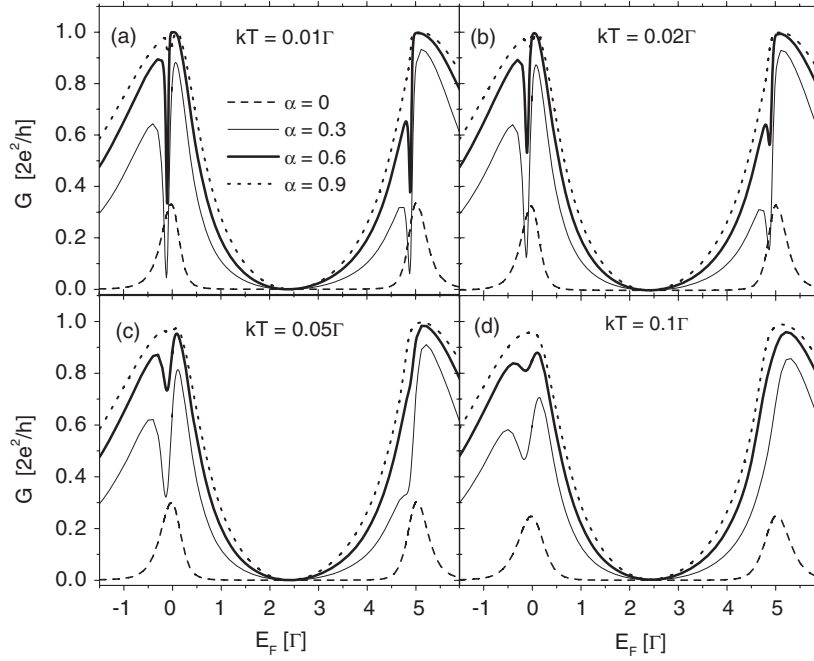 (a)
kT = 0.01Γ
(b)
kT = 0.02Γ
1.0
0.8
0.6
0.4
0.2
0.0
G [2e²/h]
α = 0
α = 0.3
α = 0.6
α = 0.9
(c)
kT = 0.05Γ
(d)
kT = 0.1Γ
1.0
0.8
0.6
0.4
0.2
0.0
G [2e²/h]
-1 0 1 2 3 4 5
-1 0 1 2 3 4 5
E_F [Γ]
E_F [Γ]